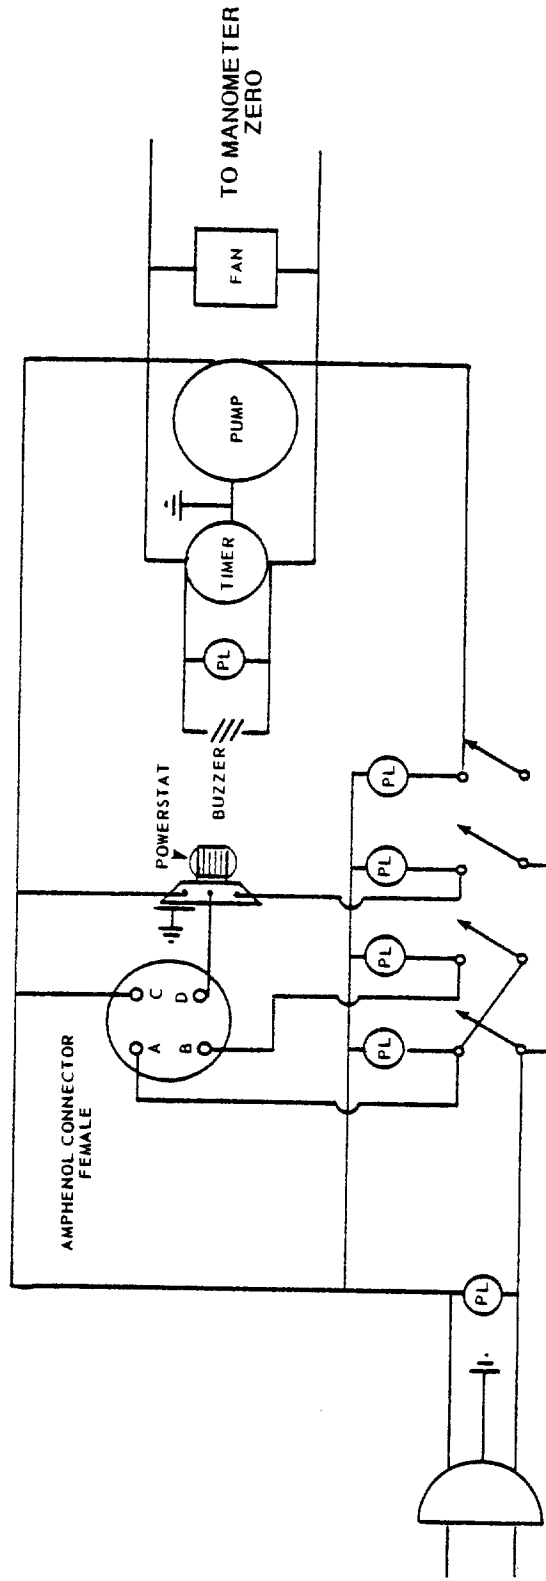 AMPHENOL CONNECTOR
FEMALE
A
B
C
D
POWERSTAT
BUZZER
PL
TIMER
PUMP
FAN
TO MANOMETER
ZERO
PL
PL
PL
PL
PL